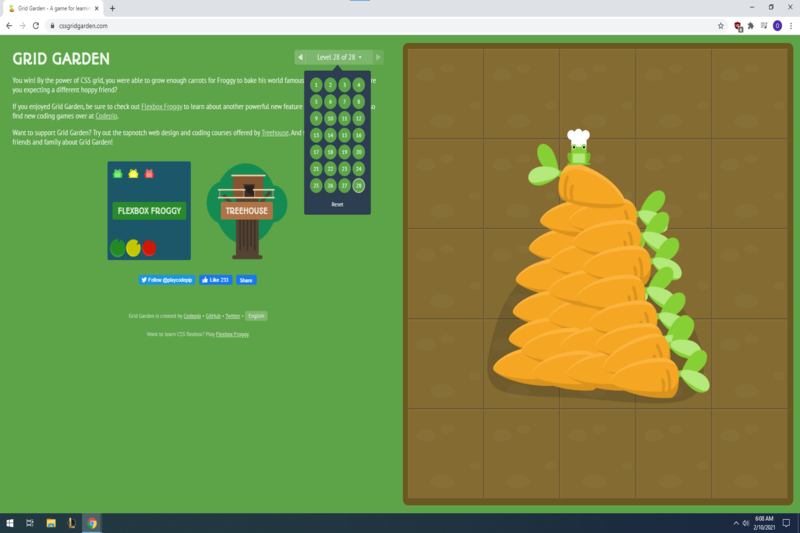 Grid Garden - A game for learni
cssgridgarden.com
GRID GARDEN
Level 28 of 28
You win! By the power of CSS grid, you were able to grow enough carrots for Froggy to bake his world famous
re you expecting a different hoppy friend?
If you enjoyed Grid Garden, be sure to check out Flexbox Froggy to learn about another powerful new feature
so find new coding games over at Codepip.
Want to support Grid Garden? Try out the topnotch web design and coding courses offered by Treehouse. And
friends and family about Grid Garden!
1 2 3 4
5 6 7 8
9 10 11 12
13 14 15 16
17 18 19 20
21 22 23 24
25 26 27 28
Reset
FLEXBOX FROGGY
TREEHOUSE
Follow @playcodepip
Like 233
Share
Grid Garden is created by Codepip • GitHub • Twitter • English
Want to learn CSS flexbox? Play Flexbox Froggy.
6:08 AM
2/10/2021